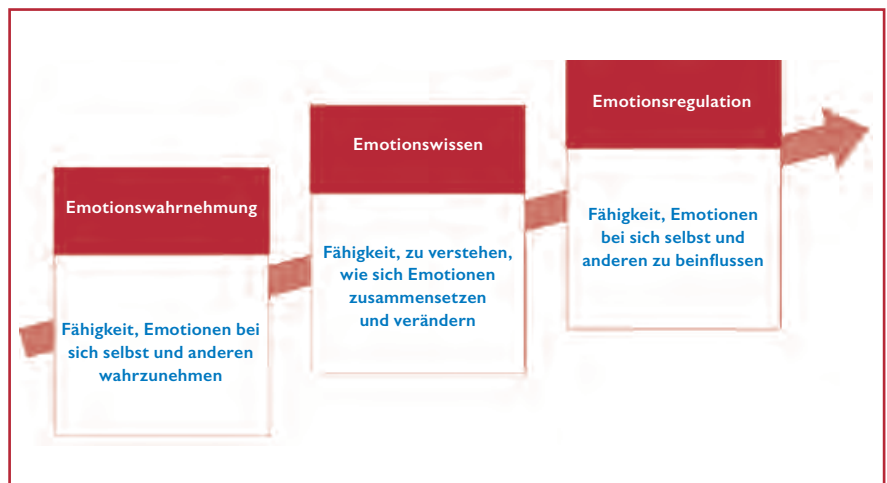 Emotionswahrnehmung
Fähigkeit, Emotionen bei
sich selbst und anderen
wahrzunehmen
Emotionswissen
Fähigkeit, zu verstehen,
wie sich Emotionen
zusammensetzen
und verändern
Emotionsregulation
Fähigkeit, Emotionen
bei sich selbst und
anderen zu beinflussen